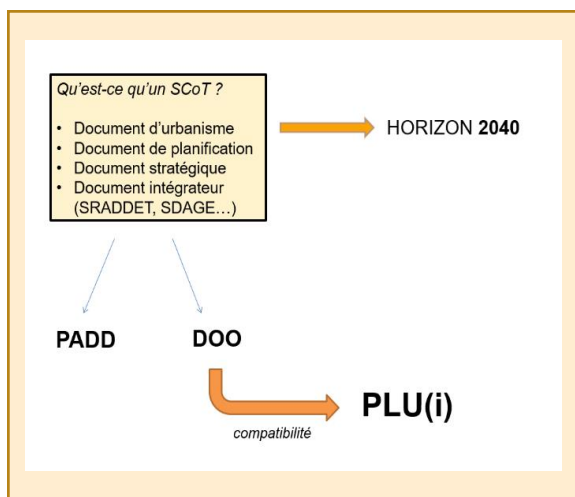 Qu'est-ce qu'un SCoT ?
• Document d'urbanisme
• Document de planification
• Document stratégique
• Document intégrateur
(SRADDET, SDAGE…)
HORIZON 2040
PADD
DOO
PLU(i)
compatibilité